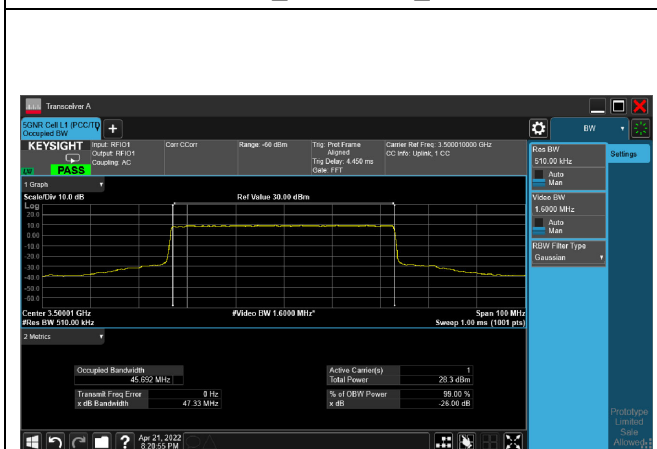 Transceiver A
5GNR Cell L1 (PCC/TD
Occupied BW
KEYSIGHT
PASS
Input: RFIO1
Output: RFIO1
Coupling: AC
Corr CCorr
Range: -60 dBm
Trig: Prot Frame
Aligned
Trig Delay: 4.450 ms
Gate: FFT
Carrier Ref Freq: 3.500010000 GHz
CC Info: Uplink, 1 CC
BW
Settings
Res BW
510.00 kHz
Auto
Man
Video BW
1.6000 MHz
Auto
Man
RBW Filter Type
Gaussian
1 Graph
Scale/Div 10.0 dB
Ref Value 30.00 dBm
Log
20.0
10.0
0.00
-10.0
-20.0
-30.0
-40.0
-50.0
-60.0
Center 3.50001 GHz
#Video BW 1.6000 MHz*
Span 100 MHz
#Res BW 510.00 kHz
Sweep 1.00 ms (1001 pts)
2 Metrics
Occupied Bandwidth
45.692 MHz
Active Carrier(s) 1
Total Power 28.3 dBm
Transmit Freq Error 0 Hz
x dB Bandwidth 47.33 MHz
% of OBW Power 99.00 %
x dB -26.00 dB
Prototype
Limited
Sale
Allowed
Apr 21, 2022
8:20:55 PM